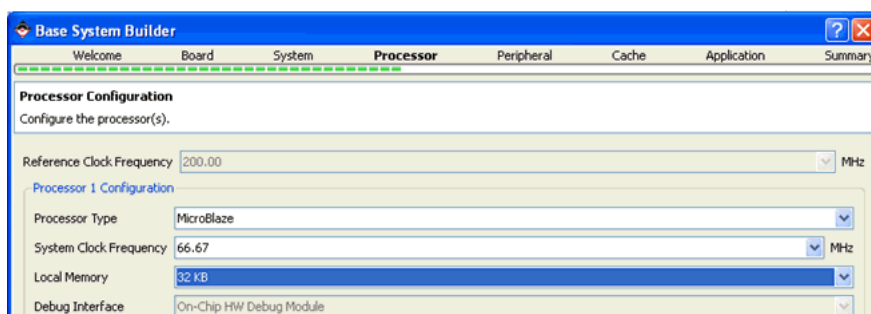 Base System Builder
Welcome Board System Processor Peripheral Cache Application Summary
Processor Configuration
Configure the processor(s).
Reference Clock Frequency 200.00 MHz
Processor 1 Configuration
Processor Type MicroBlaze
System Clock Frequency 66.67 MHz
Local Memory 32 KB
Debug Interface On-Chip HW Debug Module